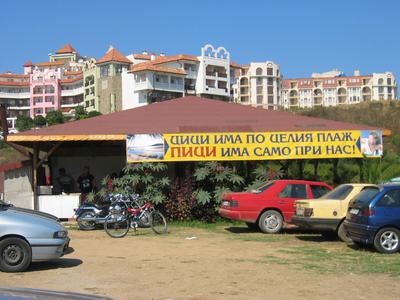 ЦИЦИ ИМА ПО ЦЕЛИЯ ПЛАЖ,
ПИЦИ ИМА САМО ПРИ НАС!